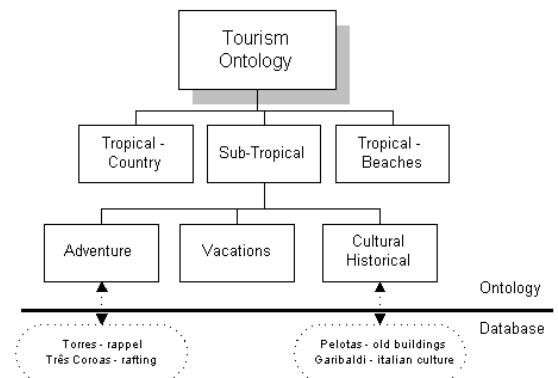 Tourism
Ontology
Tropical -
Country
Sub-Tropical
Tropical -
Beaches
Adventure
Vacations
Cultural
Historical
Ontology
Database
Torres - rappel
Três Coroas - rafting
Pelotas - old buildings
Garibaldi - italian culture